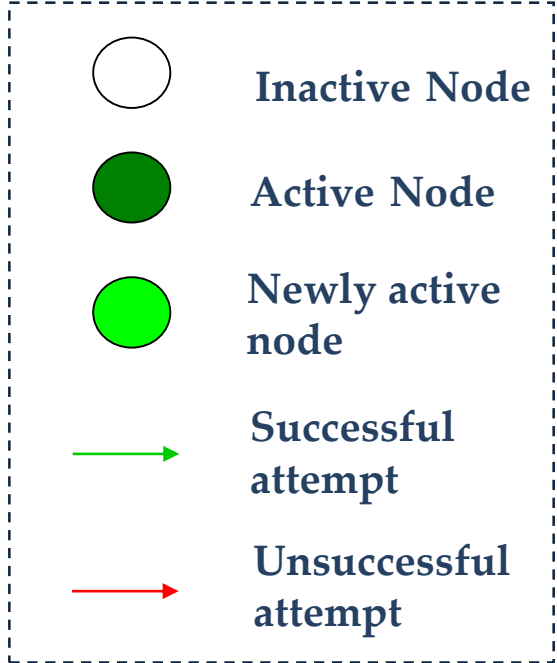 Inactive Node
Active Node
Newly active
node
Successful
attempt
Unsuccessful
attempt